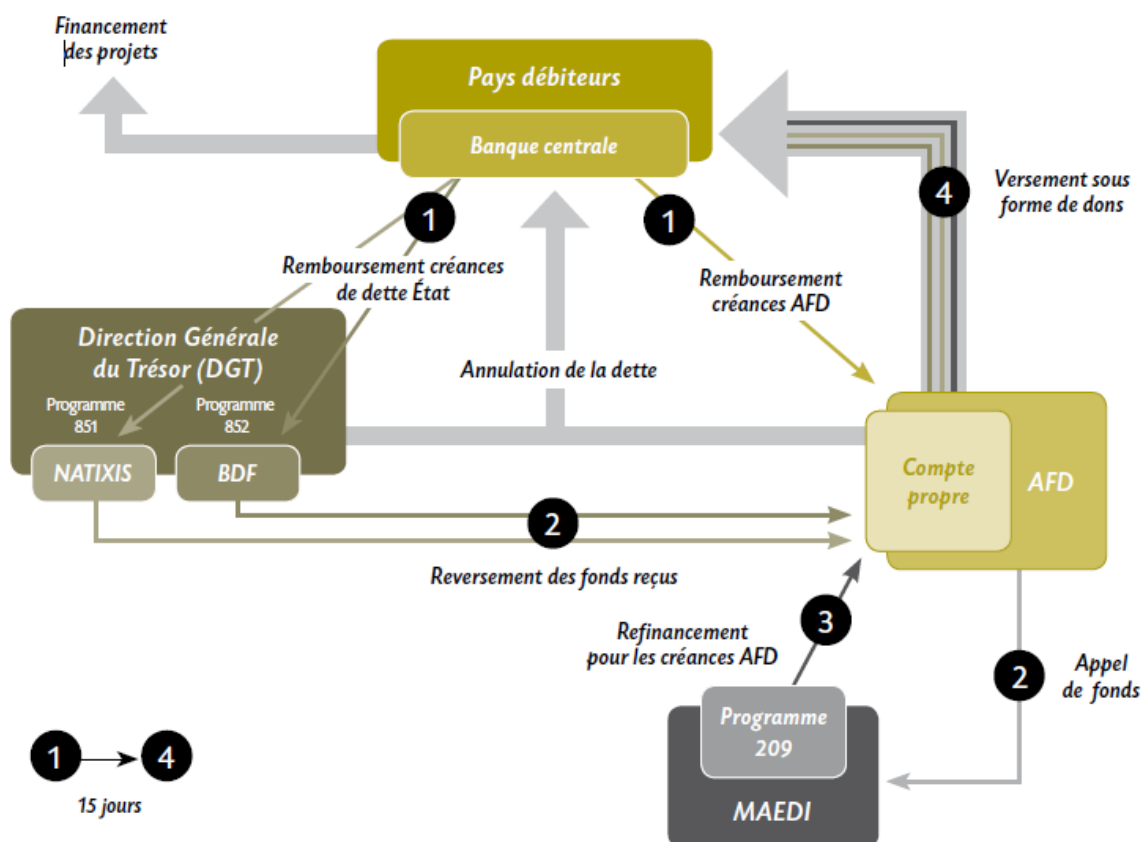 Financement
des projets
Pays débiteurs
Banque centrale
1
1
4
Versement sous
forme de dons
Remboursement créances
de dette État
Remboursement
créances AFD
Direction Générale
du Trésor (DGT)
Annulation de la dette
Programme
851
Programme
852
NATIXIS
BDF
Compte
propre
AFD
2
Reversement des fonds reçus
3
Refinancement
pour les créances AFD
2
Appel
de fonds
Programme
209
MAEDI
1
4
15 jours